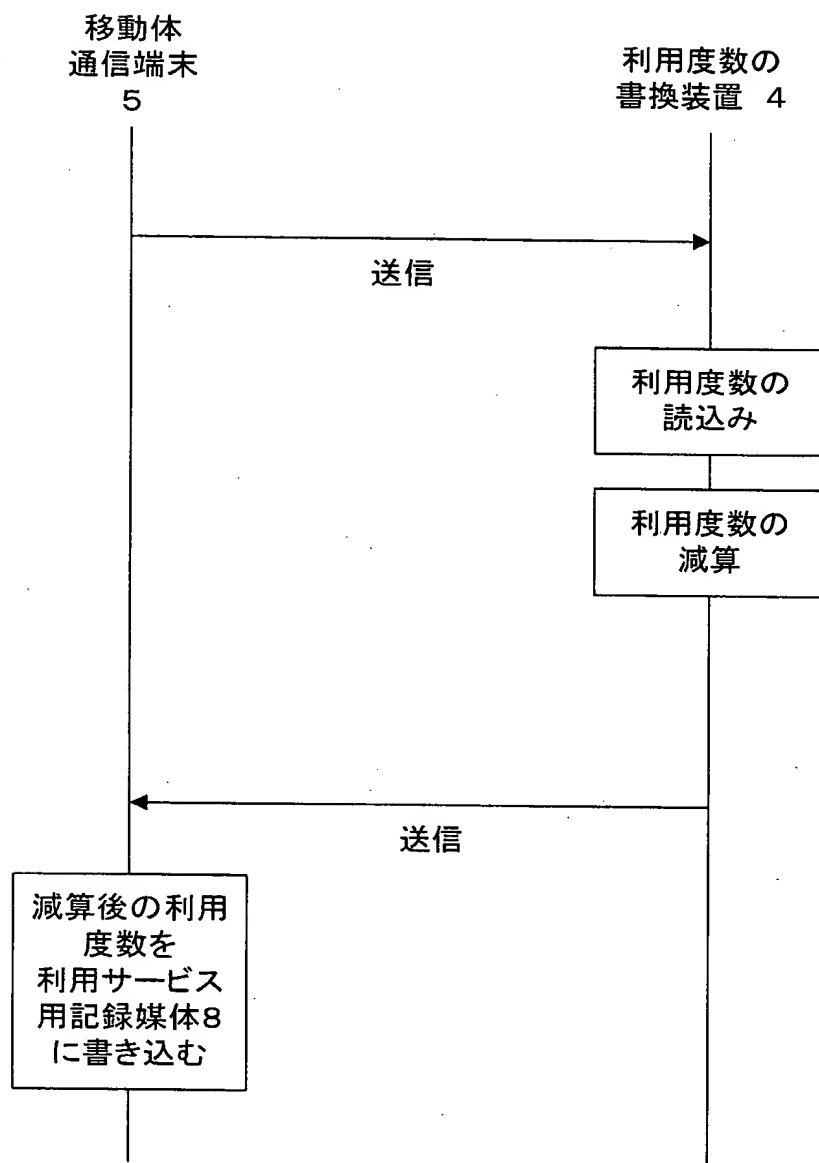 移動体
通信端末
5
利用度数の
書換装置 4
送信
利用度数の
読込み
利用度数の
減算
送信
減算後の利用
度数を
利用サービス
用記録媒体8
に書き込む